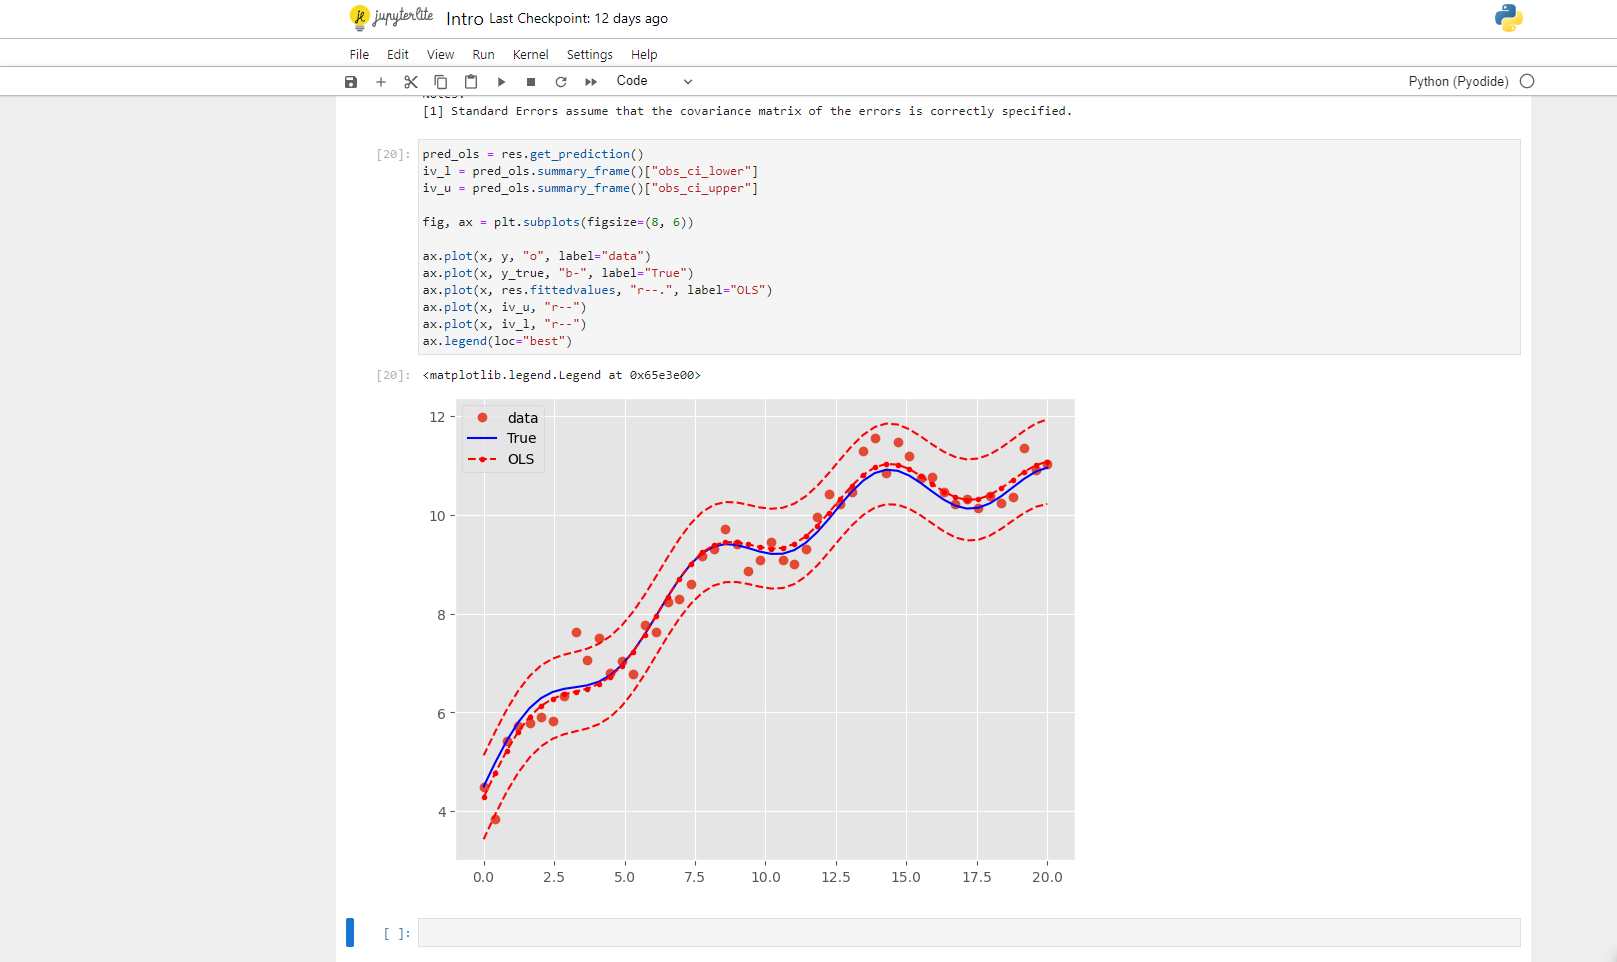 jupyterlite Intro Last Checkpoint: 12 days ago
File Edit View Run Kernel Settings Help
Code Python (Pyodide)
Notes:
[1] Standard Errors assume that the covariance matrix of the errors is correctly specified.
[20]: pred_ols = res.get_prediction()
iv_l = pred_ols.summary_frame()["obs_ci_lower"]
iv_u = pred_ols.summary_frame()["obs_ci_upper"]
fig, ax = plt.subplots(figsize=(8, 6))
ax.plot(x, y, "o", label="data")
ax.plot(x, y_true, "b-", label="True")
ax.plot(x, res.fittedvalues, "r--.", label="OLS")
ax.plot(x, iv_u, "r--")
ax.plot(x, iv_l, "r--")
ax.legend(loc="best")
[20]: <matplotlib.legend.Legend at 0x65e3e00>
data
True
OLS
12
10
8
6
4
0.0 2.5 5.0 7.5 10.0 12.5 15.0 17.5 20.0
[ ]: